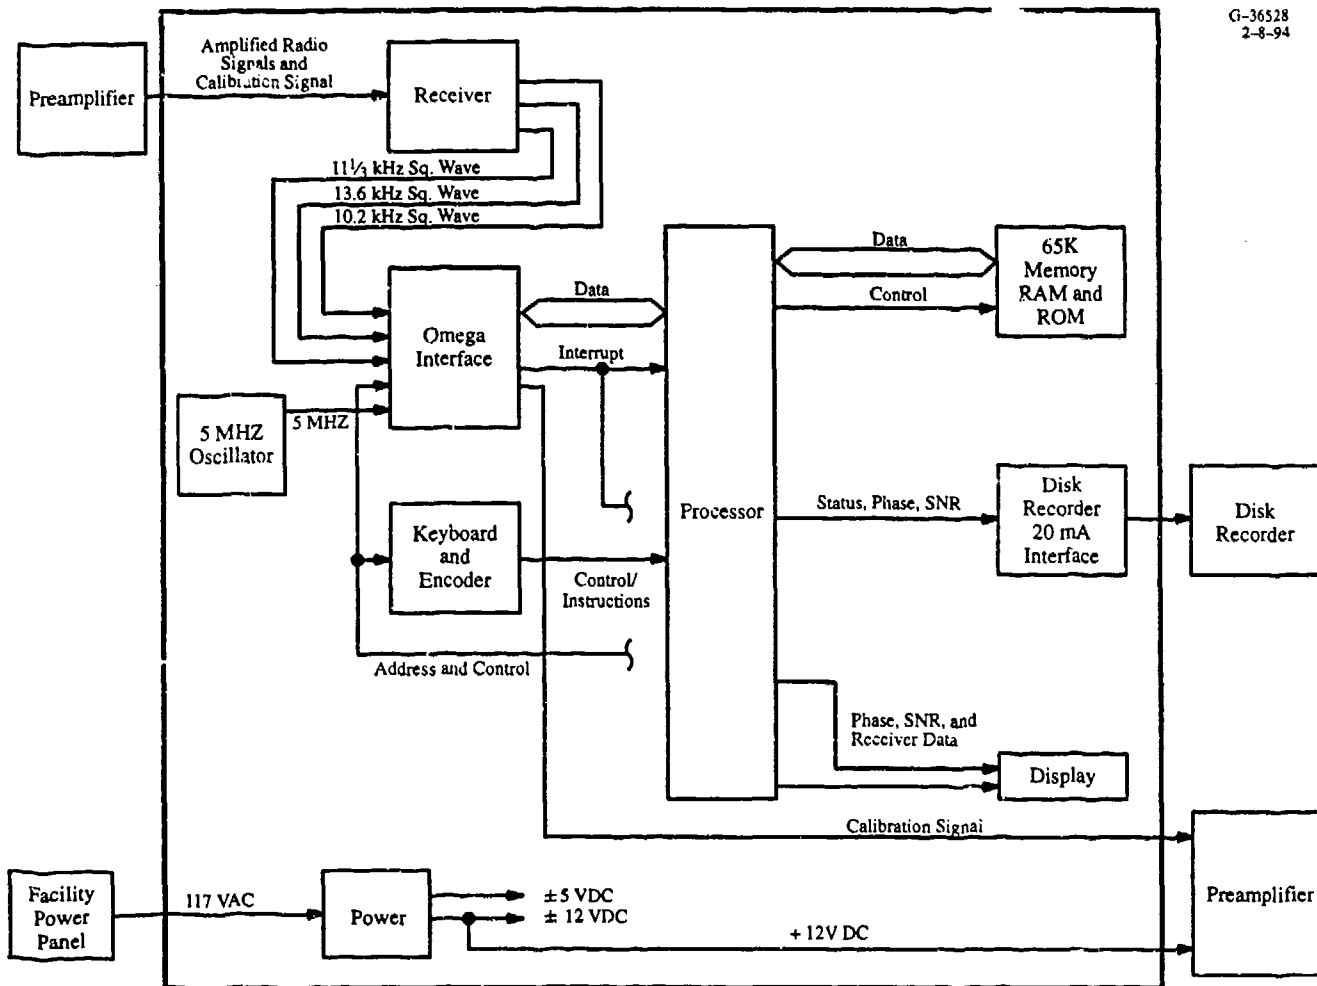 G-36528
2-8-94
Amplified Radio
Signals and
Calibration Signal
Preamplifier
Receiver
11 1/3 kHz Sq. Wave
13.6 kHz Sq. Wave
10.2 kHz Sq. Wave
Data
65K
Memory
RAM and
ROM
Control
Data
Omega
Interface
Interrupt
5 MHZ
5 MHZ
Oscillator
Processor
Status, Phase, SNR
Disk
Recorder
20 mA
Interface
Disk
Recorder
Keyboard
and
Encoder
Control/
Instructions
Address and Control
Phase, SNR, and
Receiver Data
Display
Calibration Signal
Preamplifier
Facility
Power
Panel
117 VAC
Power
± 5 VDC
± 12 VDC
+ 12V DC